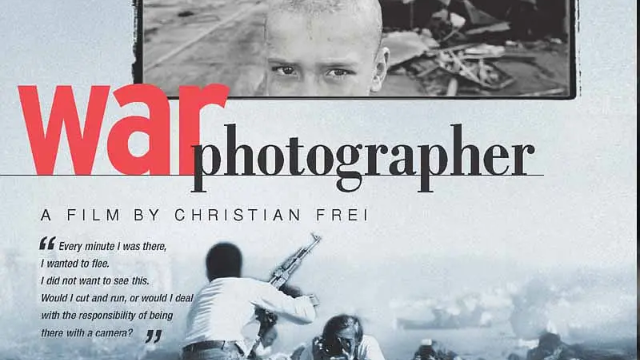 war photographer
A FILM BY CHRISTIAN FREI
“ Every minute I was there,
I wanted to flee.
I did not want to see this.
Would I cut and run, or would I deal
with the responsibility of being
there with a camera? ”